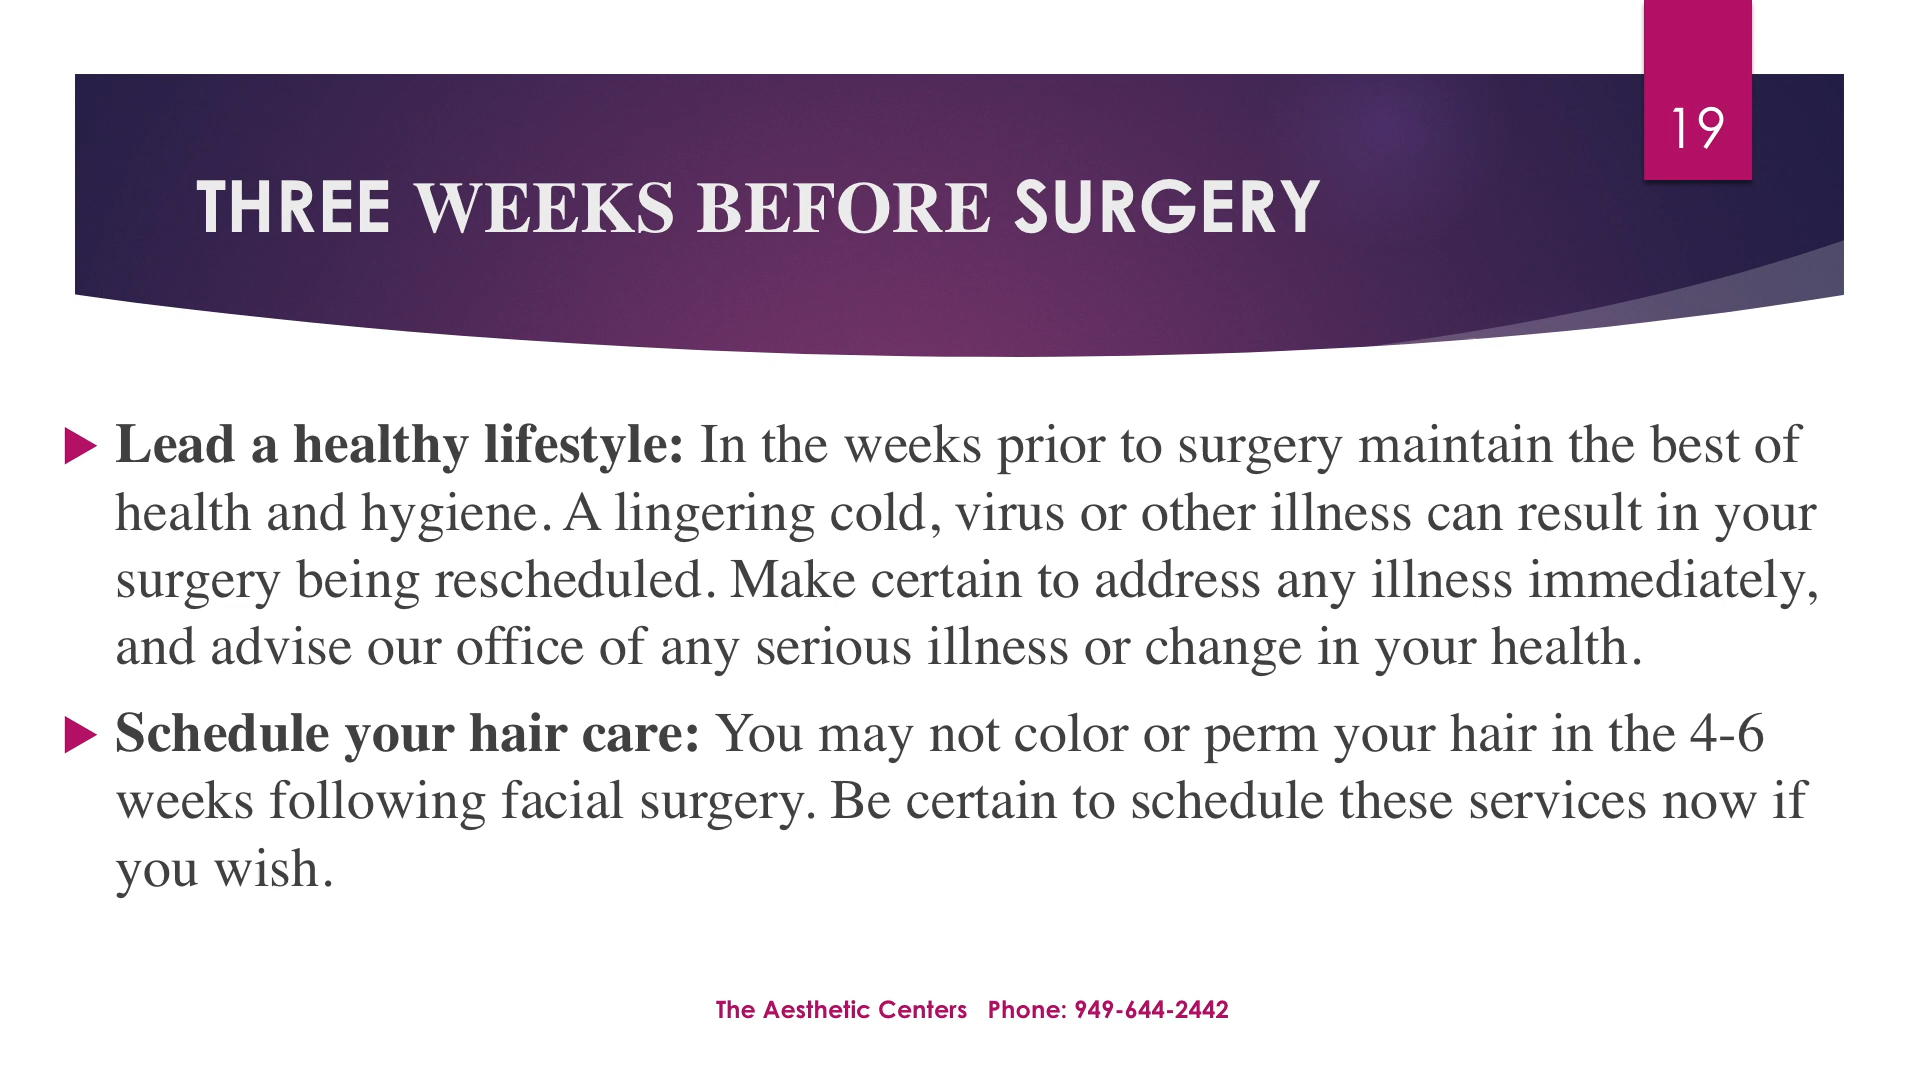 19
THREE WEEKS BEFORE SURGERY
Lead a healthy lifestyle: In the weeks prior to surgery maintain the best of
health and hygiene. A lingering cold, virus or other illness can result in your
surgery being rescheduled. Make certain to address any illness immediately,
and advise our office of any serious illness or change in your health.
Schedule your hair care: You may not color or perm your hair in the 4-6
weeks following facial surgery. Be certain to schedule these services now if
you wish.
The Aesthetic Centers Phone: 949-644-2442